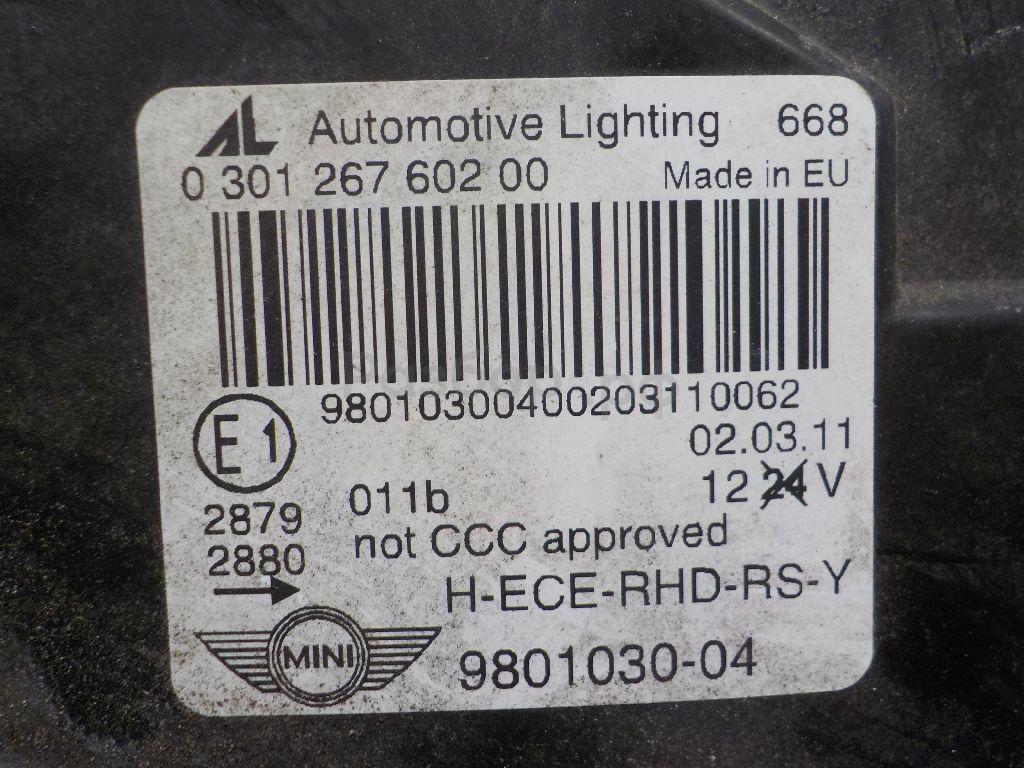 AL Automotive Lighting 668
0 301 267 602 00 Made in EU
98010300400203110062
E1 02.03.11
12 24 V
2879 011b
2880 not CCC approved
H-ECE-RHD-RS-Y
MINI 9801030-04